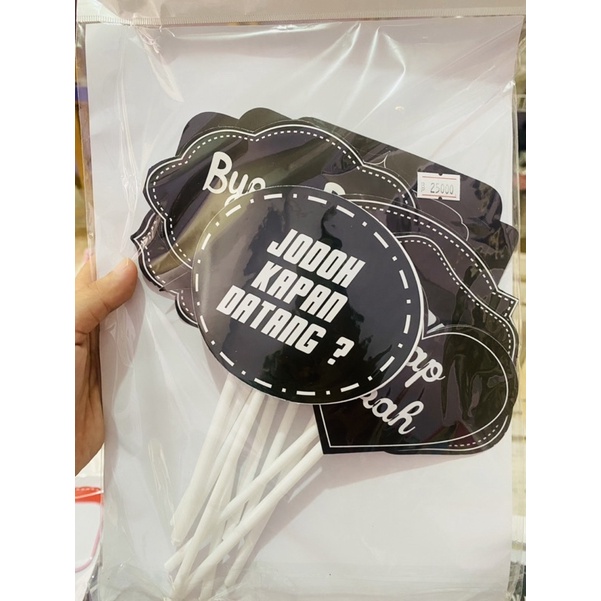 Bye
25000
JODOH
KAPAN
DATANG ?